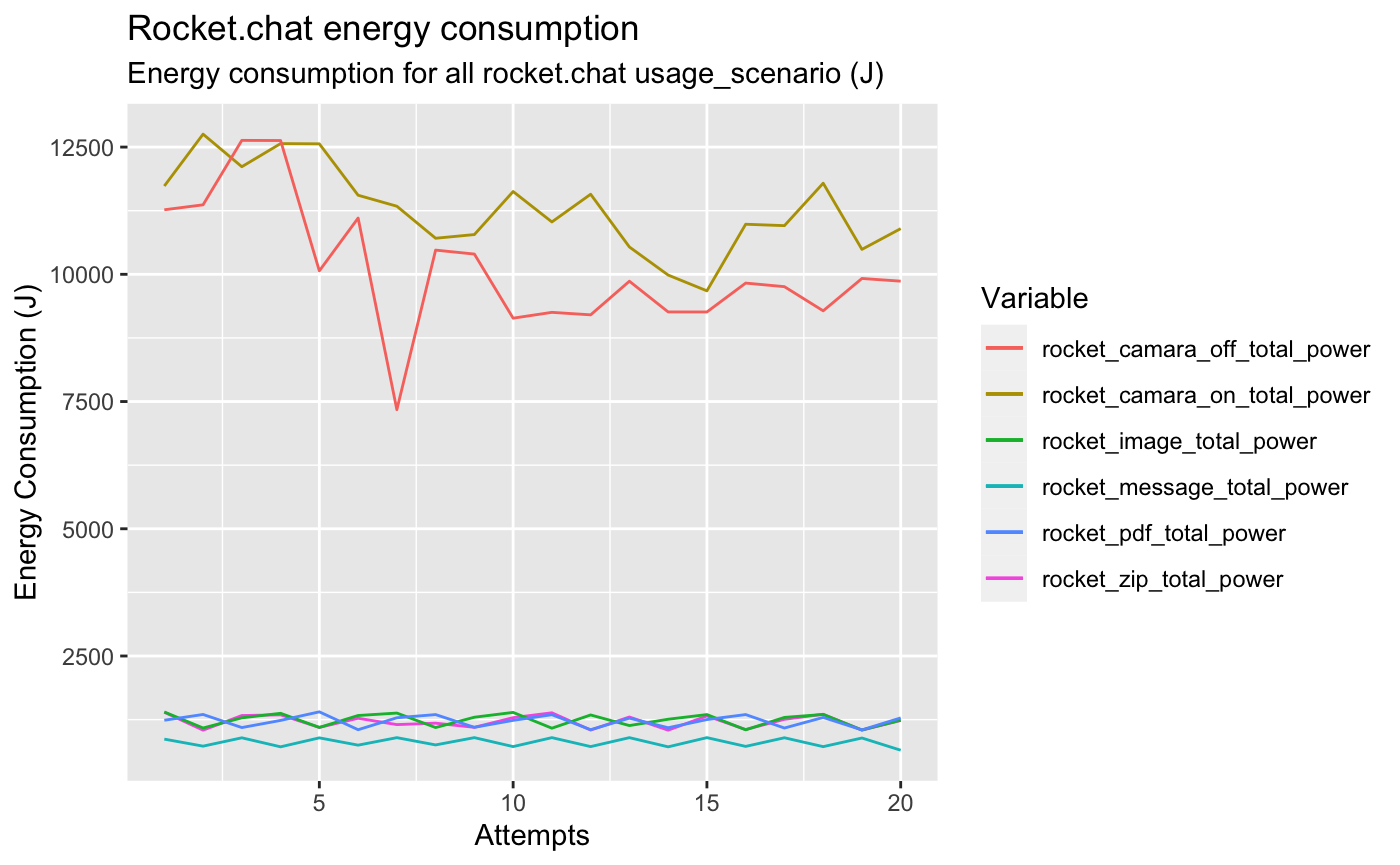 Rocket.chat energy consumption
Energy consumption for all rocket.chat usage_scenario (J)
12500
10000
7500
5000
2500
Energy Consumption (J)
5 10 15 20
Attempts
Variable
rocket_camara_off_total_power
rocket_camara_on_total_power
rocket_image_total_power
rocket_message_total_power
rocket_pdf_total_power
rocket_zip_total_power